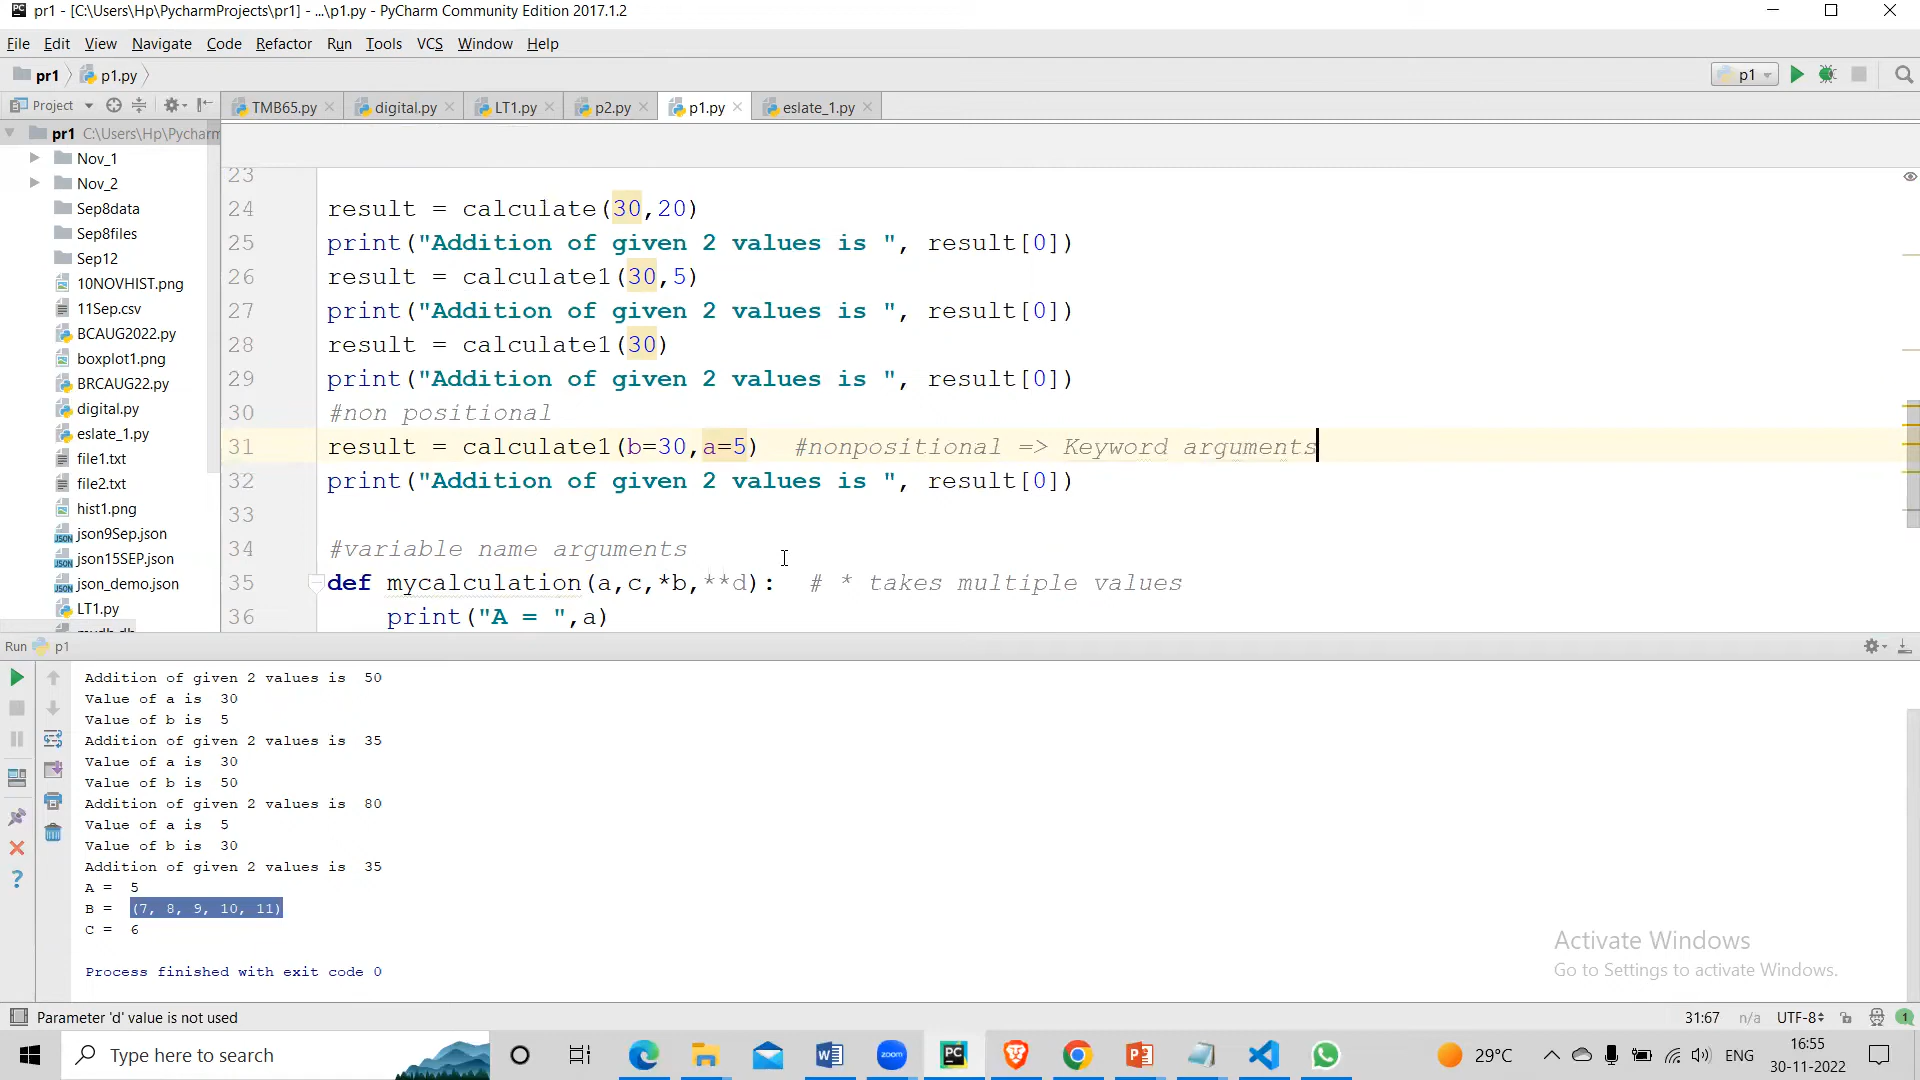 pr1 - [C:\Users\Hp\PycharmProjects\pr1] - ...\p1.py - PyCharm Community Edition 2017.1.2
File Edit View Navigate Code Refactor Run Tools VCS Window Help
pr1 p1.py p1
Project TMB65.py digital.py LT1.py p2.py p1.py eslate_1.py
pr1 C:\Users\Hp\Pycharm
Nov_1
Nov_2
Sep8data
Sep8files
Sep12
10NOVHIST.png
11Sep.csv
BCAUG2022.py
boxplot1.png
BRCAUG22.py
digital.py
eslate_1.py
file1.txt
file2.txt
hist1.png
json9Sep.json
json15SEP.json
json_demo.json
LT1.py
23
24 result = calculate(30,20)
25 print("Addition of given 2 values is ", result[0])
26 result = calculate1(30,5)
27 print("Addition of given 2 values is ", result[0])
28 result = calculate1(30)
29 print("Addition of given 2 values is ", result[0])
30 #non positional
31 result = calculate1(b=30,a=5) #nonpositional => Keyword arguments
32 print("Addition of given 2 values is ", result[0])
33
34 #variable name arguments
35 def mycalculation(a,c,*b,**d): # * takes multiple values
36 print("A = ",a)
Run p1
Addition of given 2 values is 50
Value of a is 30
Value of b is 5
Addition of given 2 values is 35
Value of a is 30
Value of b is 50
Addition of given 2 values is 80
Value of a is 5
Value of b is 30
Addition of given 2 values is 35
A = 5
B = (7, 8, 9, 10, 11)
C = 6
Process finished with exit code 0
Activate Windows
Go to Settings to activate Windows.
Parameter 'd' value is not used 31:67 n/a UTF-8 1
Type here to search zoom PC 29°C ENG 16:55
30-11-2022